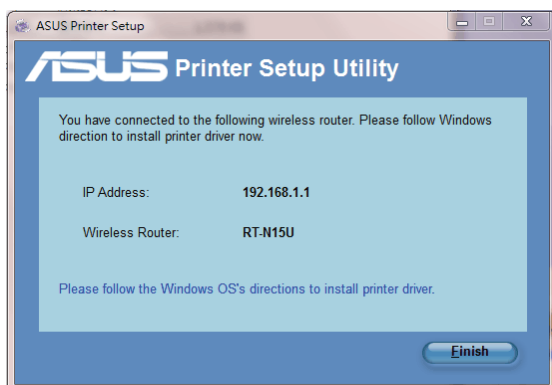 ASUS Printer Setup
ASUS Printer Setup Utility
You have connected to the following wireless router. Please follow Windows
direction to install printer driver now.
IP Address: 192.168.1.1
Wireless Router: RT-N15U
Please follow the Windows OS's directions to install printer driver.
Finish